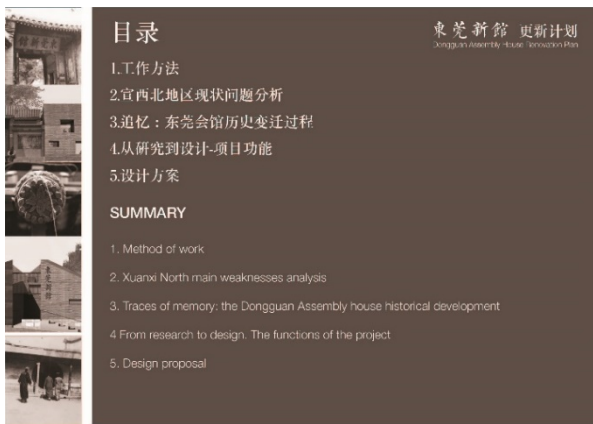 目录
東莞新館 更新计划
Dongguan Assembly House Renovation Plan
1.工作方法
2.宣西北地区现状问题分析
3.追忆：东莞会馆历史变迁过程
4.从研究到设计-项目功能
5.设计方案
SUMMARY
1. Method of work
2. Xuanxi North main weaknesses analysis
3. Traces of memory: the Dongguan Assembly house historical development
4 From research to design. The functions of the project
5. Design proposal
東莞新館